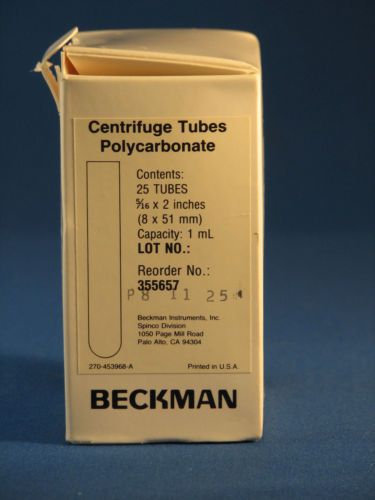 Centrifuge Tubes
Polycarbonate
Contents:
25 TUBES
5/16 x 2 inches
(8 x 51 mm)
Capacity: 1 mL
LOT NO.:
Reorder No.:
355657
P8 11 25
Beckman Instruments, Inc.
Spinco Division
1050 Page Mill Road
Palo Alto, CA 94304
270-453968-A
Printed in U.S.A.
BECKMAN